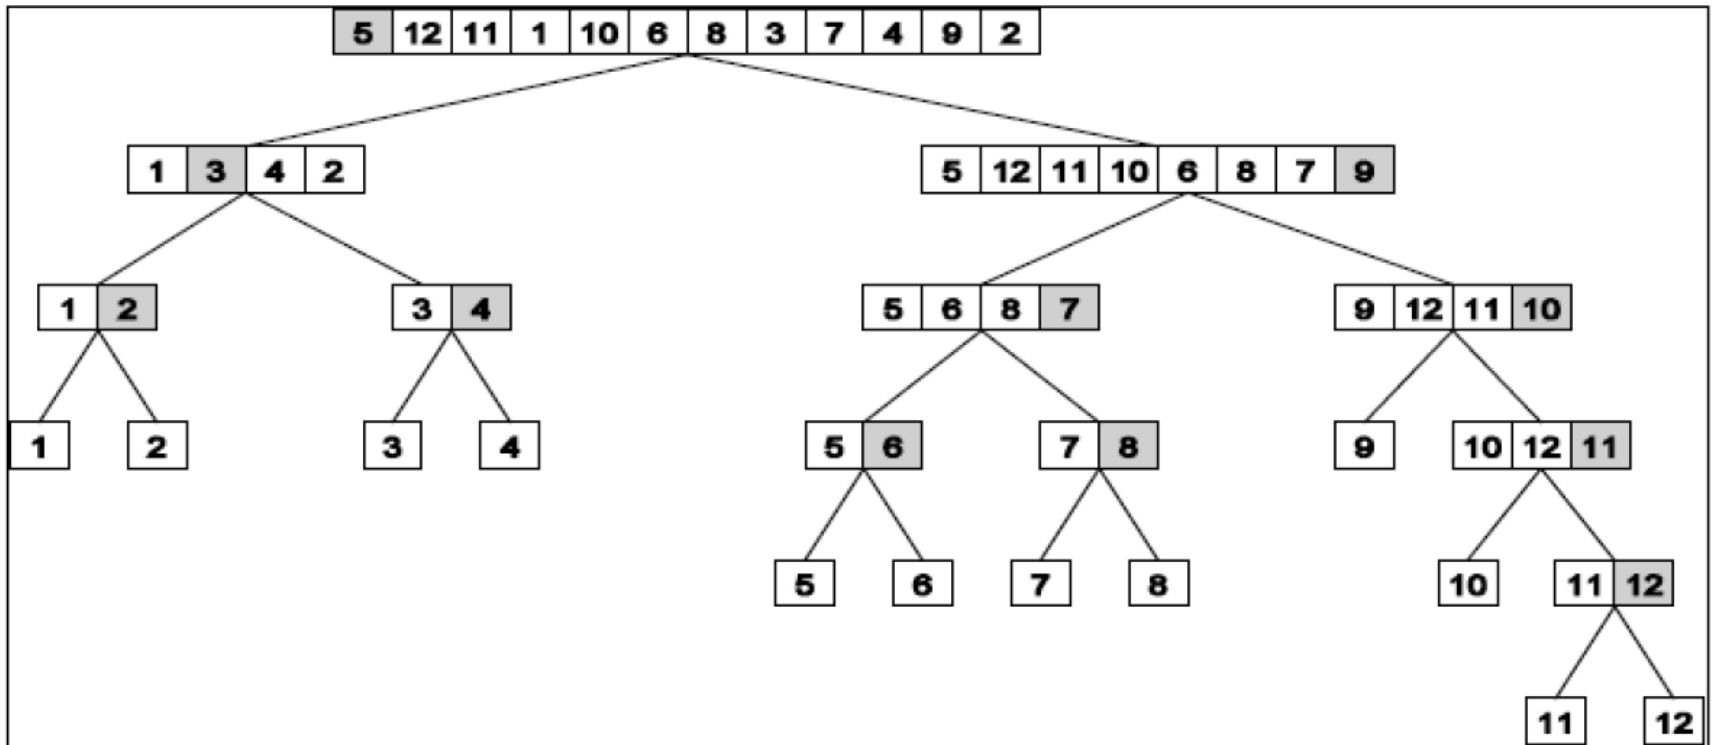 5 12 11 1 10 6 8 3 7 4 9 2
1 3 4 2 5 12 11 10 6 8 7 9
1 2 3 4 5 6 8 7 9 12 11 10
1 2 3 4 5 6 7 8 9 10 12 11
5 6 7 8 10 11 12
11 12